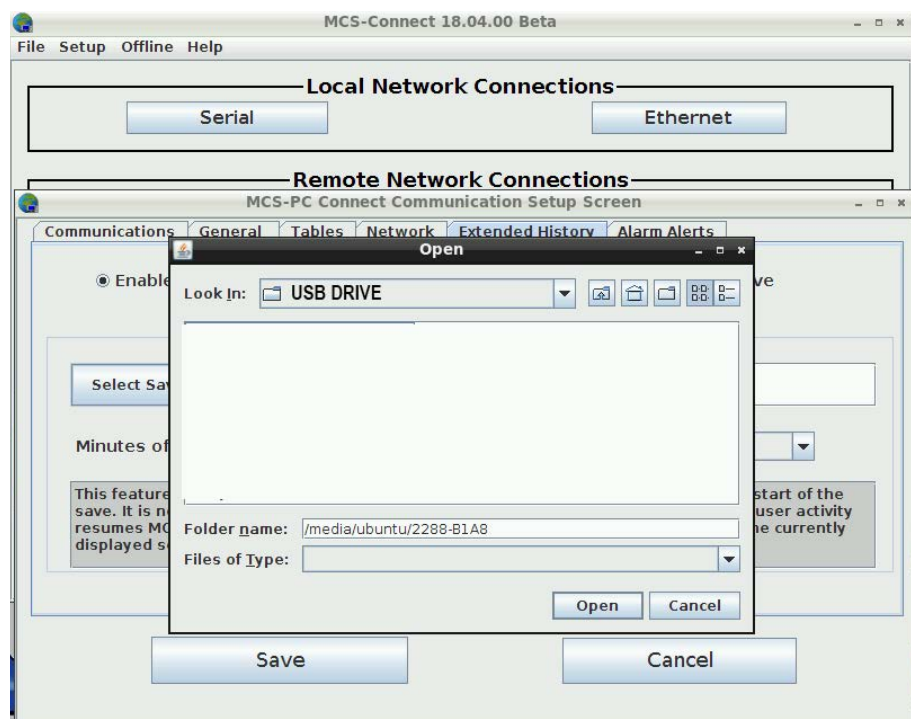 MCS-Connect 18.04.00 Beta
File Setup Offline Help
Local Network Connections
Serial Ethernet
Remote Network Connections
MCS-PC Connect Communication Setup Screen
Communications General Tables Network Extended History Alarm Alerts
Open
Enable ve
Look In: USB DRIVE
Select Sav
Minutes of
This feature start of the
save. It is n user activity
resumes MC e currently
displayed s
Folder name: /media/ubuntu/2288-B1A8
Files of Type:
Open Cancel
Save Cancel